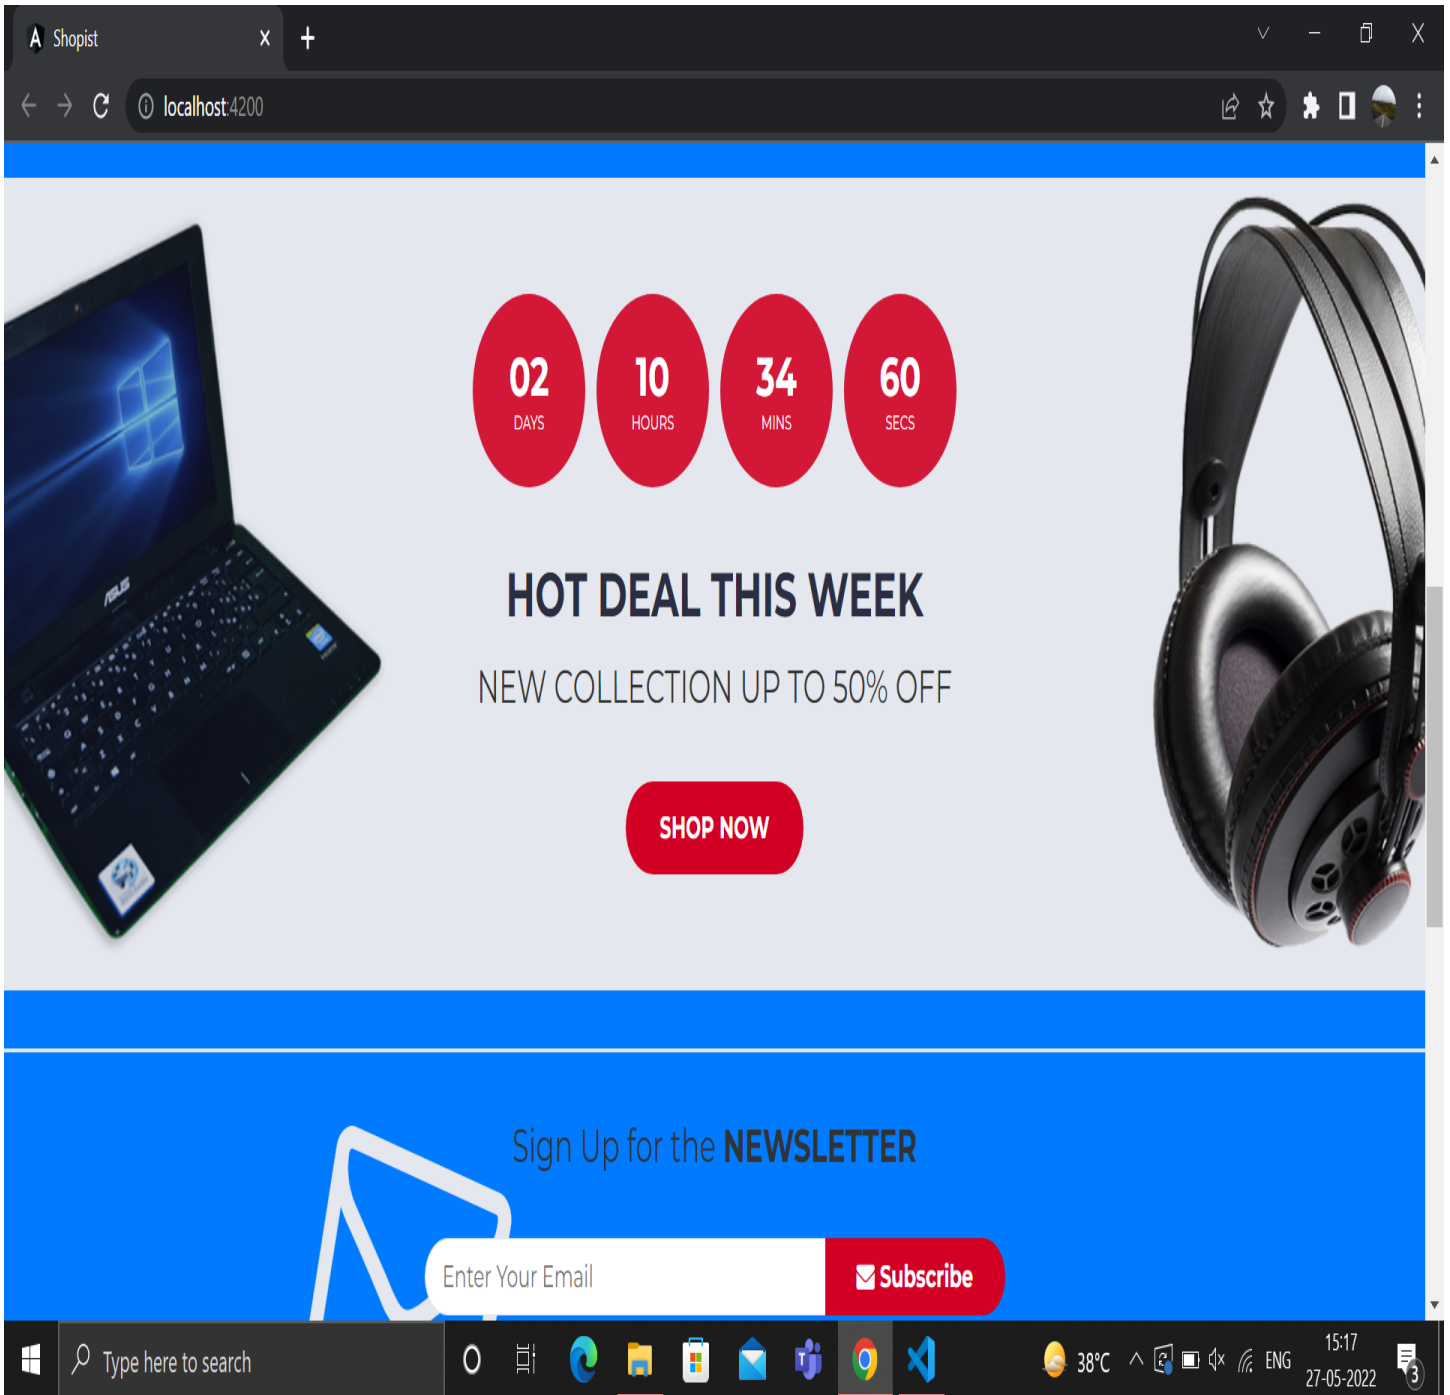 Shopist
localhost:4200
02 10 34 60
DAYS HOURS MINS SECS
HOT DEAL THIS WEEK
NEW COLLECTION UP TO 50% OFF
SHOP NOW
ASUS
Sign Up for the NEWSLETTER
Enter Your Email Subscribe
Type here to search
38°C ENG 15:17
27-05-2022 3